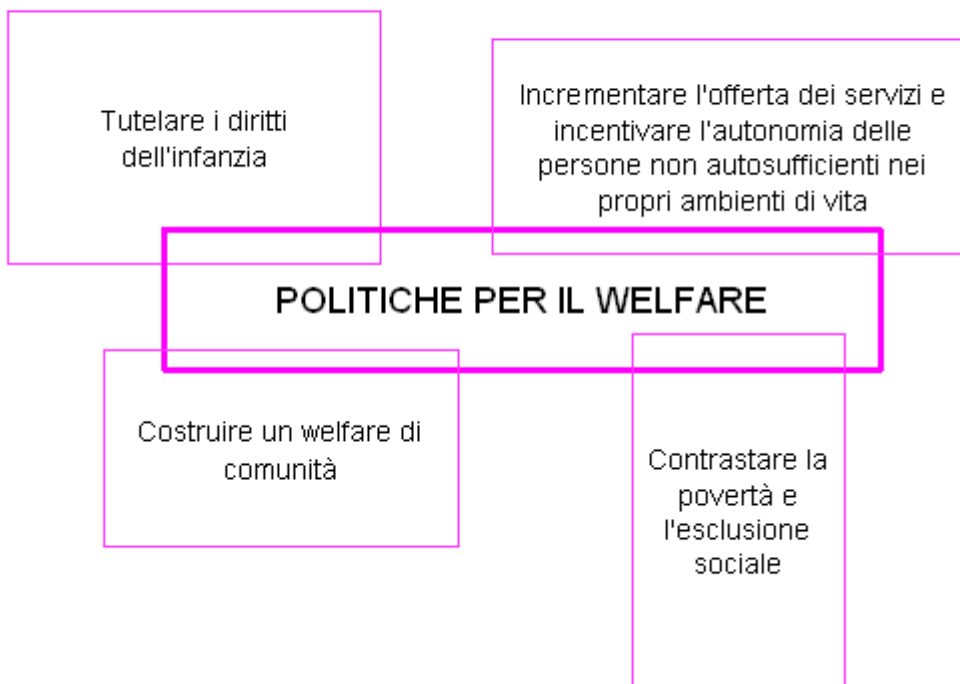 Tutelare i diritti
dell'infanzia
Incrementare l'offerta dei servizi e
incentivare l'autonomia delle
persone non autosufficienti nei
propri ambienti di vita
POLITICHE PER IL WELFARE
Costruire un welfare di
comunità
Contrastare la
povertà e
l'esclusione
sociale